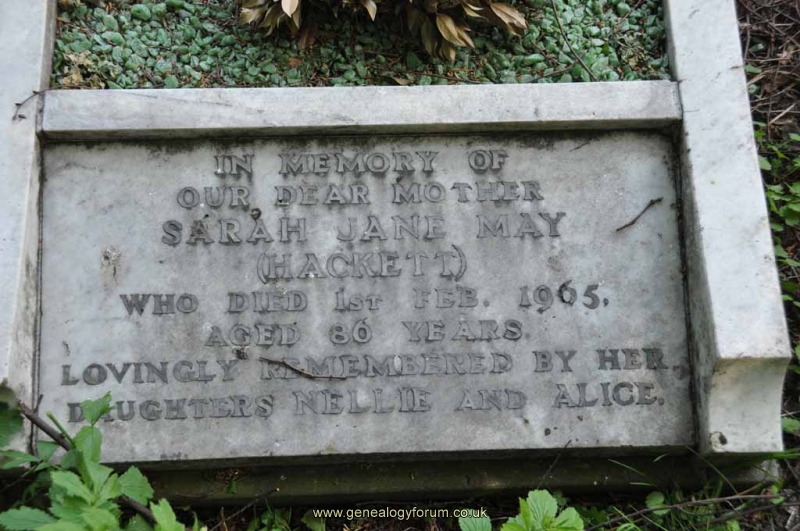 IN MEMORY OF
OUR DEAR MOTHER
SARAH JANE MAY
(HACKETT)
WHO DIED 1ST FEB. 1965.
AGED 86 YEARS.
LOVINGLY REMEMBERED BY HER,
DAUGHTERS NELLIE AND ALICE.
www.genealogyforum.co.uk